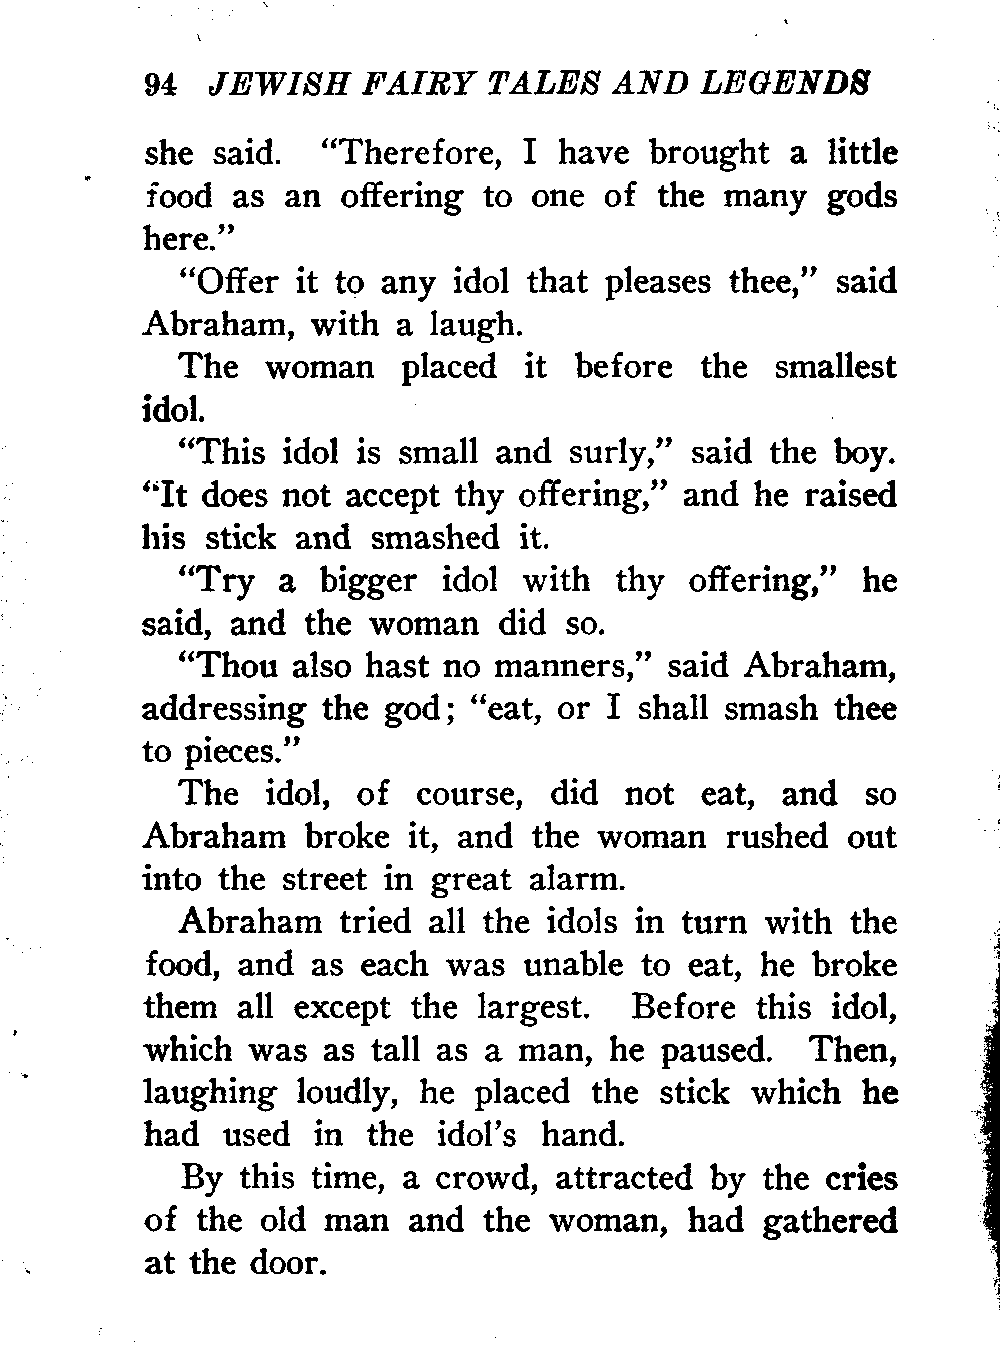 94 JEWISH FAIRY TALES AND LEGENDS
she said. “Therefore, I have brought a little
food as an offering to one of the many gods
here.”
“Offer it to any idol that pleases thee,” said
Abraham, with a laugh.
The woman placed it before the smallest
idol.
“This idol is small and surly,” said the boy.
“It does not accept thy offering,” and he raised
his stick and smashed it.
“Try a bigger idol with thy offering,” he
said, and the woman did so.
“Thou also hast no manners,” said Abraham,
addressing the god; “eat, or I shall smash thee
to pieces.”
The idol, of course, did not eat, and so
Abraham broke it, and the woman rushed out
into the street in great alarm.
Abraham tried all the idols in turn with the
food, and as each was unable to eat, he broke
them all except the largest. Before this idol,
which was as tall as a man, he paused. Then,
laughing loudly, he placed the stick which he
had used in the idol’s hand.
By this time, a crowd, attracted by the cries
of the old man and the woman, had gathered
at the door.